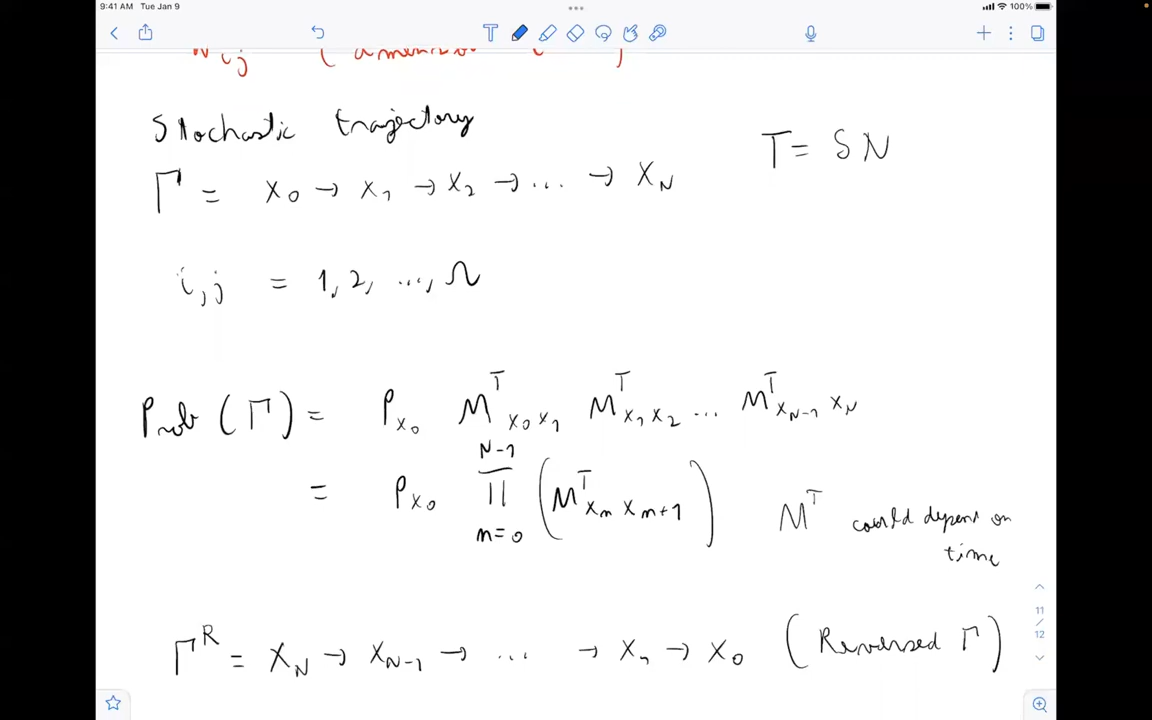 9:41 AM Tue Jan 9
100%
Stochastic trajectory
T = δN
Γ = x₀ → x₁ → x₂ → ... → x_N
i, j = 1, 2, ..., Ω
Prob (Γ) = P_x₀ M^T_x₀x₁ M^T_x₁x₂ ... M^T_x_N-1 x_N
= P_x₀ ∏_{m=0}^{N-1} (M^T_x_m x_m+1)
M^T could depent on
time
Γ^R = x_N → x_N-1 → ... → x₁ → x₀ (Reversed Γ)
11
/
12